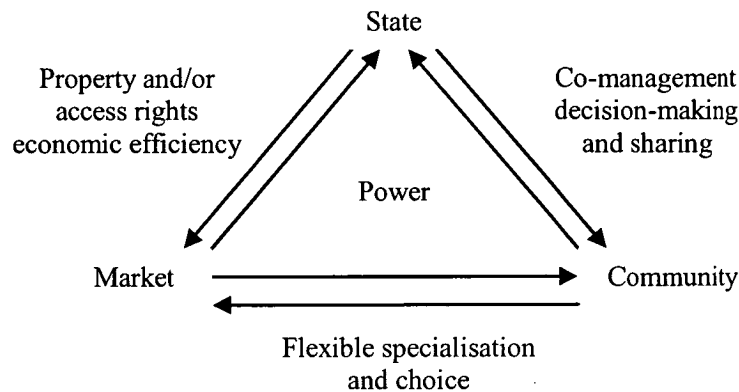 State
Property and/or
access rights
economic efficiency
Co-management
decision-making
and sharing
Power
Market
Community
Flexible specialisation
and choice